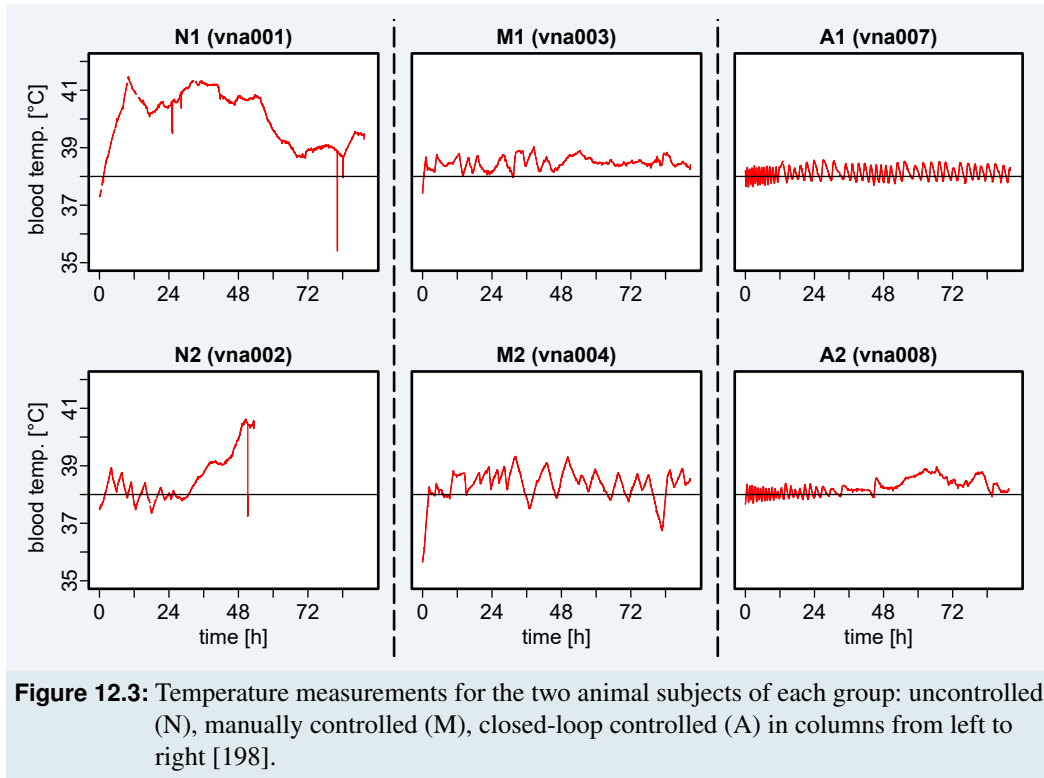 N1 (vna001)
M1 (vna003)
A1 (vna007)
blood temp. [°C]
35 37 39 41
0 24 48 72
0 24 48 72
0 24 48 72
N2 (vna002)
M2 (vna004)
A2 (vna008)
blood temp. [°C]
35 37 39 41
0 24 48 72
0 24 48 72
0 24 48 72
time [h]
time [h]
time [h]
Figure 12.3: Temperature measurements for the two animal subjects of each group: uncontrolled
(N), manually controlled (M), closed-loop controlled (A) in columns from left to
right [198].